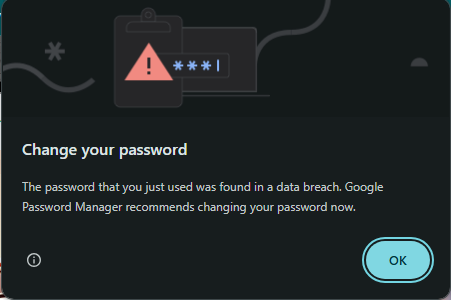 ***|
Change your password
The password that you just used was found in a data breach. Google
Password Manager recommends changing your password now.
OK